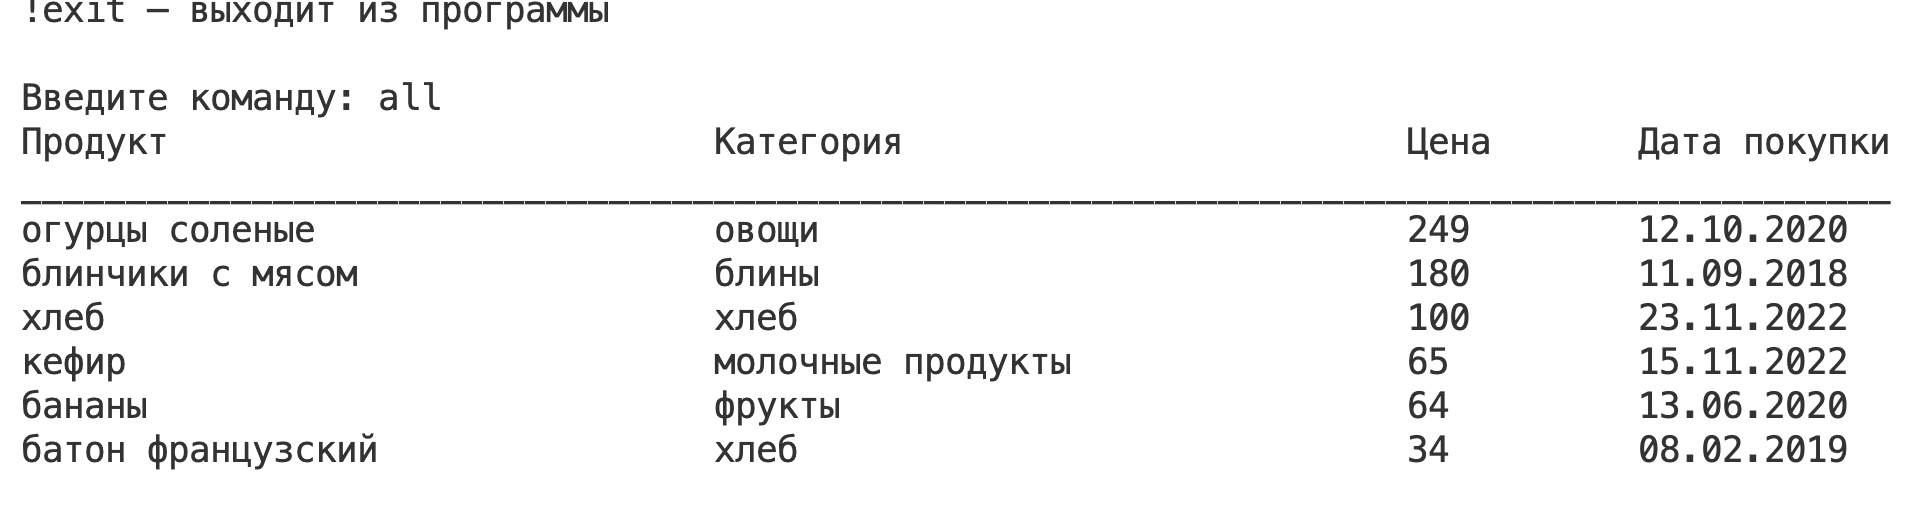 !exit – выходит из программы
Введите команду: all
Продукт Категория Цена Дата покупки
огурцы соленые овощи 249 12.10.2020
блинчики с мясом блины 180 11.09.2018
хлеб хлеб 100 23.11.2022
кефир молочные продукты 65 15.11.2022
бананы фрукты 64 13.06.2020
батон французский хлеб 34 08.02.2019